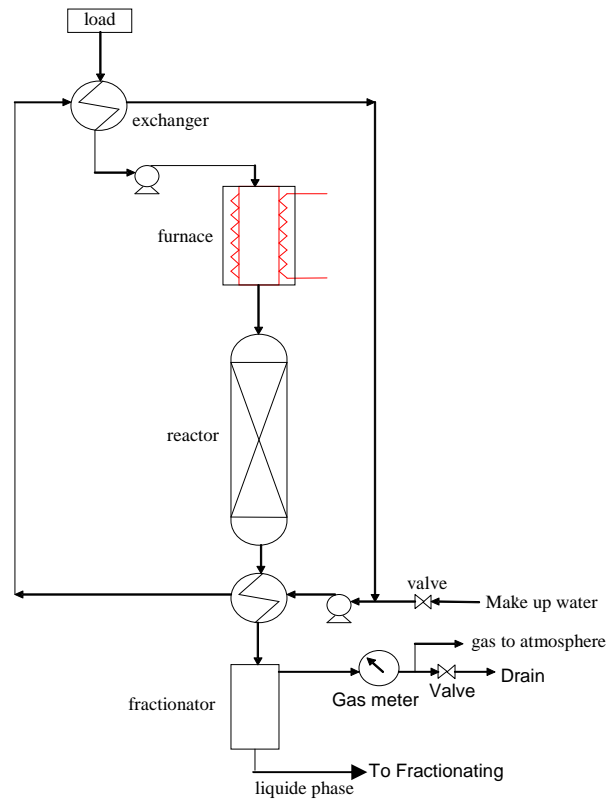 load
exchanger
furnace
reactor
valve
Make up water
gas to atmosphere
Gas meter
Valve
Drain
fractionator
To Fractionating
liquide phase